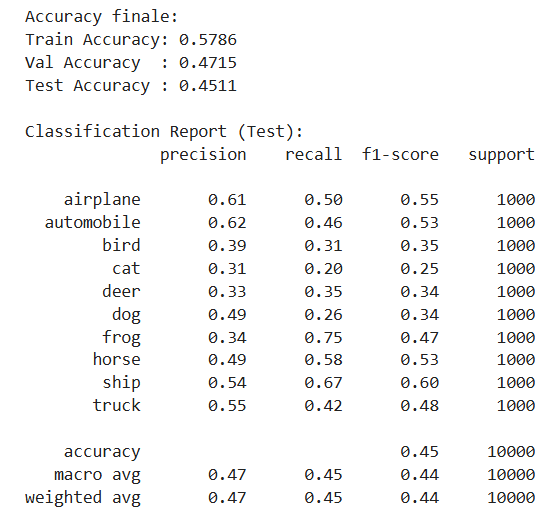 Accuracy finale:
Train Accuracy: 0.5786
Val Accuracy  : 0.4715
Test Accuracy : 0.4511

Classification Report (Test):
              precision    recall  f1-score   support

    airplane       0.61      0.50      0.55      1000
  automobile       0.62      0.46      0.53      1000
        bird       0.39      0.31      0.35      1000
         cat       0.31      0.20      0.25      1000
        deer       0.33      0.35      0.34      1000
         dog       0.49      0.26      0.34      1000
        frog       0.34      0.75      0.47      1000
       horse       0.49      0.58      0.53      1000
        ship       0.54      0.67      0.60      1000
       truck       0.55      0.42      0.48      1000

    accuracy                           0.45     10000
   macro avg       0.47      0.45      0.44     10000
weighted avg       0.47      0.45      0.44     10000